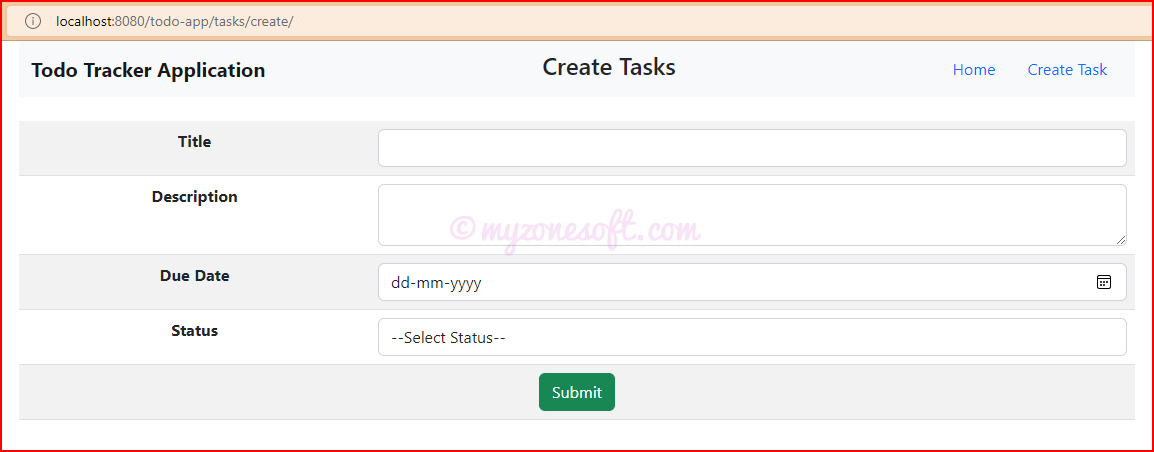 localhost:8080/todo-app/tasks/create/
Todo Tracker Application Create Tasks Home Create Task
Title
Description
© myzonesoft.com
Due Date dd-mm-yyyy
Status --Select Status--
Submit